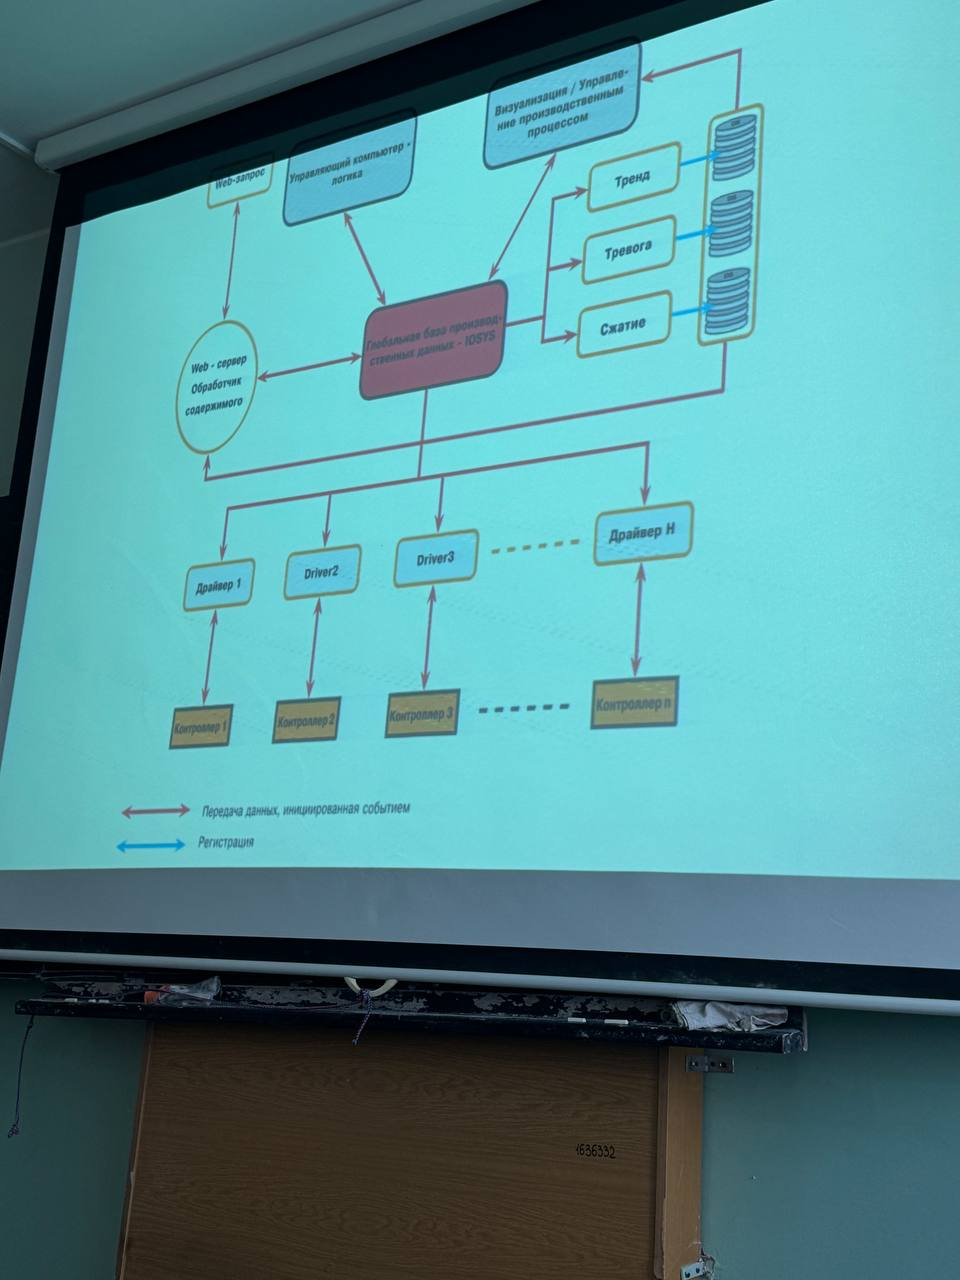 Визуализация / Управле-
ние производственным
процессом
Управляющий компьютер -
логика
Web-запрос
Тренд
Тревога
Сжатие
Глобальная база производ-
ственных данных - IOSYS
Web - сервер
Обработчик
содержимого
Драйвер 1
Driver2
Driver3
Драйвер Н
Контроллер 1
Контроллер 2
Контроллер 3
Контроллер n
Передача данных, инициированная событием
Регистрация
1636332